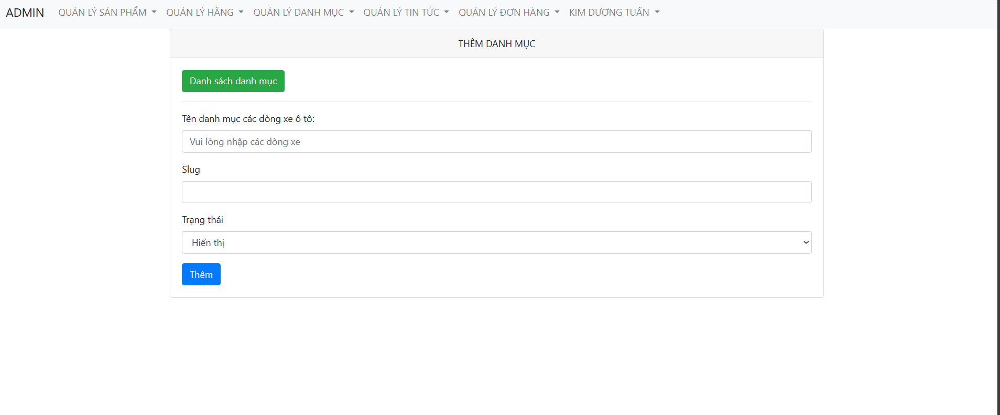 ADMIN QUẢN LÝ SẢN PHẨM QUẢN LÝ HÃNG QUẢN LÝ DANH MỤC QUẢN LÝ TIN TỨC QUẢN LÝ ĐƠN HÀNG KIM DƯƠNG TUẤN
THÊM DANH MỤC
Danh sách danh mục
Tên danh mục các dòng xe ô tô:
Vui lòng nhập các dòng xe
Slug
Trạng thái
Hiển thị
Thêm